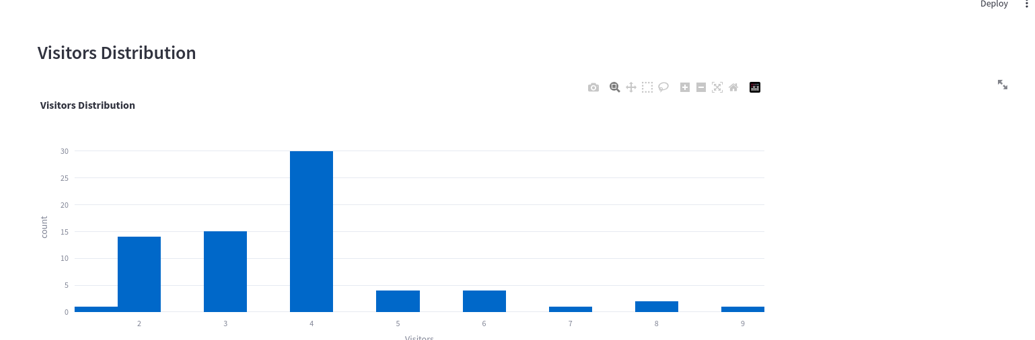 Deploy
Visitors Distribution
Visitors Distribution
30
25
20
15
10
5
0
count
2 3 4 5 6 7 8 9
Visitors